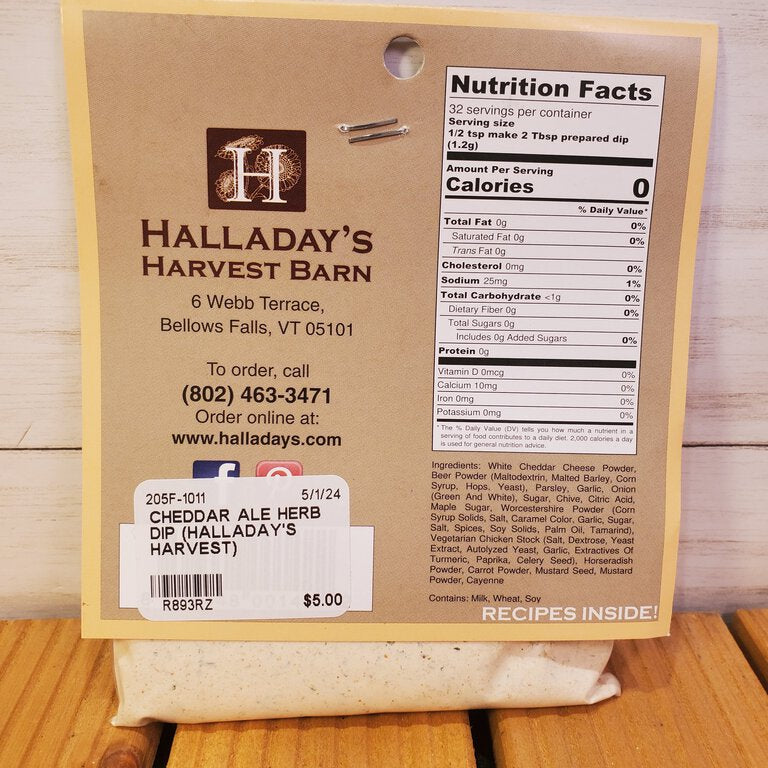 H
HALLADAY'S
HARVEST BARN
6 Webb Terrace,
Bellows Falls, VT 05101
To order, call
(802) 463-3471
Order online at:
www.halladays.com
f
205F-1011 5/1/24
CHEDDAR ALE HERB
DIP (HALLADAY'S
HARVEST)
R893RZ $5.00
Nutrition Facts
32 servings per container
Serving size
1/2 tsp make 2 Tbsp prepared dip
(1.2g)
Amount Per Serving
Calories 0
% Daily Value*
Total Fat 0g 0%
Saturated Fat 0g 0%
Trans Fat 0g
Cholesterol 0mg 0%
Sodium 25mg 1%
Total Carbohydrate <1g 0%
Dietary Fiber 0g 0%
Total Sugars 0g
Includes 0g Added Sugars 0%
Protein 0g
Vitamin D 0mcg 0%
Calcium 10mg 0%
Iron 0mg 0%
Potassium 0mg 0%
*The % Daily Value (DV) tells you how much a nutrient in a
serving of food contributes to a daily diet. 2,000 calories a day
is used for general nutrition advice.
Ingredients: White Cheddar Cheese Powder,
Beer Powder (Maltodextrin, Malted Barley, Corn
Syrup, Hops, Yeast), Parsley, Garlic, Onion
(Green And White), Sugar, Chive, Citric Acid,
Maple Sugar, Worcestershire Powder (Corn
Syrup Solids, Salt, Caramel Color, Garlic, Sugar,
Salt, Spices, Soy Solids, Palm Oil, Tamarind),
Vegetarian Chicken Stock (Salt, Dextrose, Yeast
Extract, Autolyzed Yeast, Garlic, Extractives Of
Turmeric, Paprika, Celery Seed), Horseradish
Powder, Carrot Powder, Mustard Seed, Mustard
Powder, Cayenne
Contains: Milk, Wheat, Soy
RECIPES INSIDE!